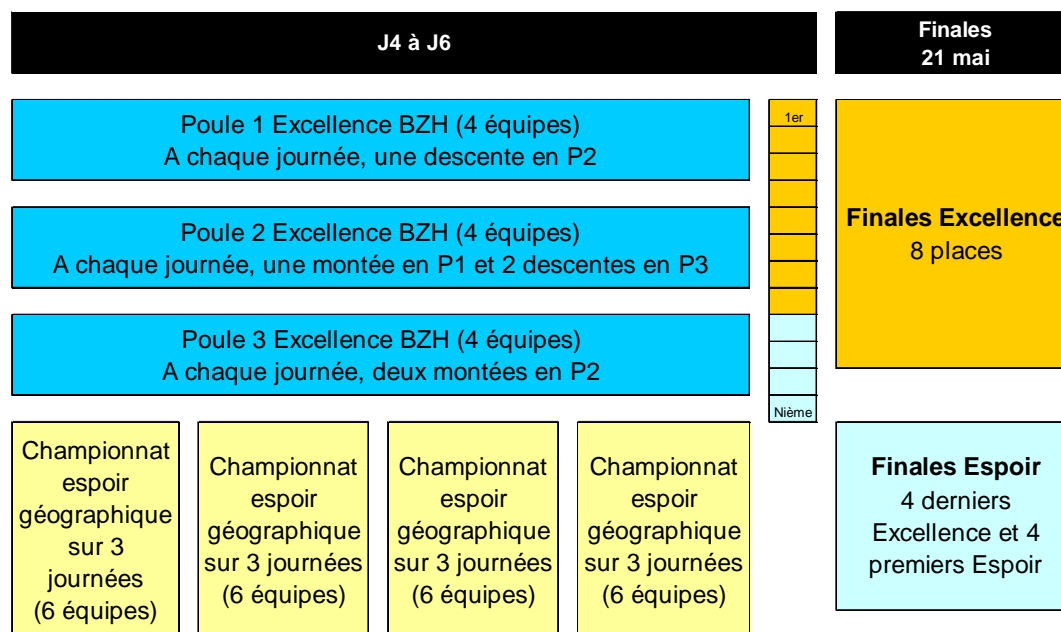 J4 à J6
Finales
21 mai
Poule 1 Excellence BZH (4 équipes)
A chaque journée, une descente en P2
1er
Poule 2 Excellence BZH (4 équipes)
A chaque journée, une montée en P1 et 2 descentes en P3
Finales Excellence
8 places
Poule 3 Excellence BZH (4 équipes)
A chaque journée, deux montées en P2
Nième
Championnat
espoir
géographique
sur 3
journées
(6 équipes)
Championnat
espoir
géographique
sur 3 journées
(6 équipes)
Championnat
espoir
géographique
sur 3 journées
(6 équipes)
Championnat
espoir
géographique
sur 3 journées
(6 équipes)
Finales Espoir
4 derniers
Excellence et 4
premiers Espoir